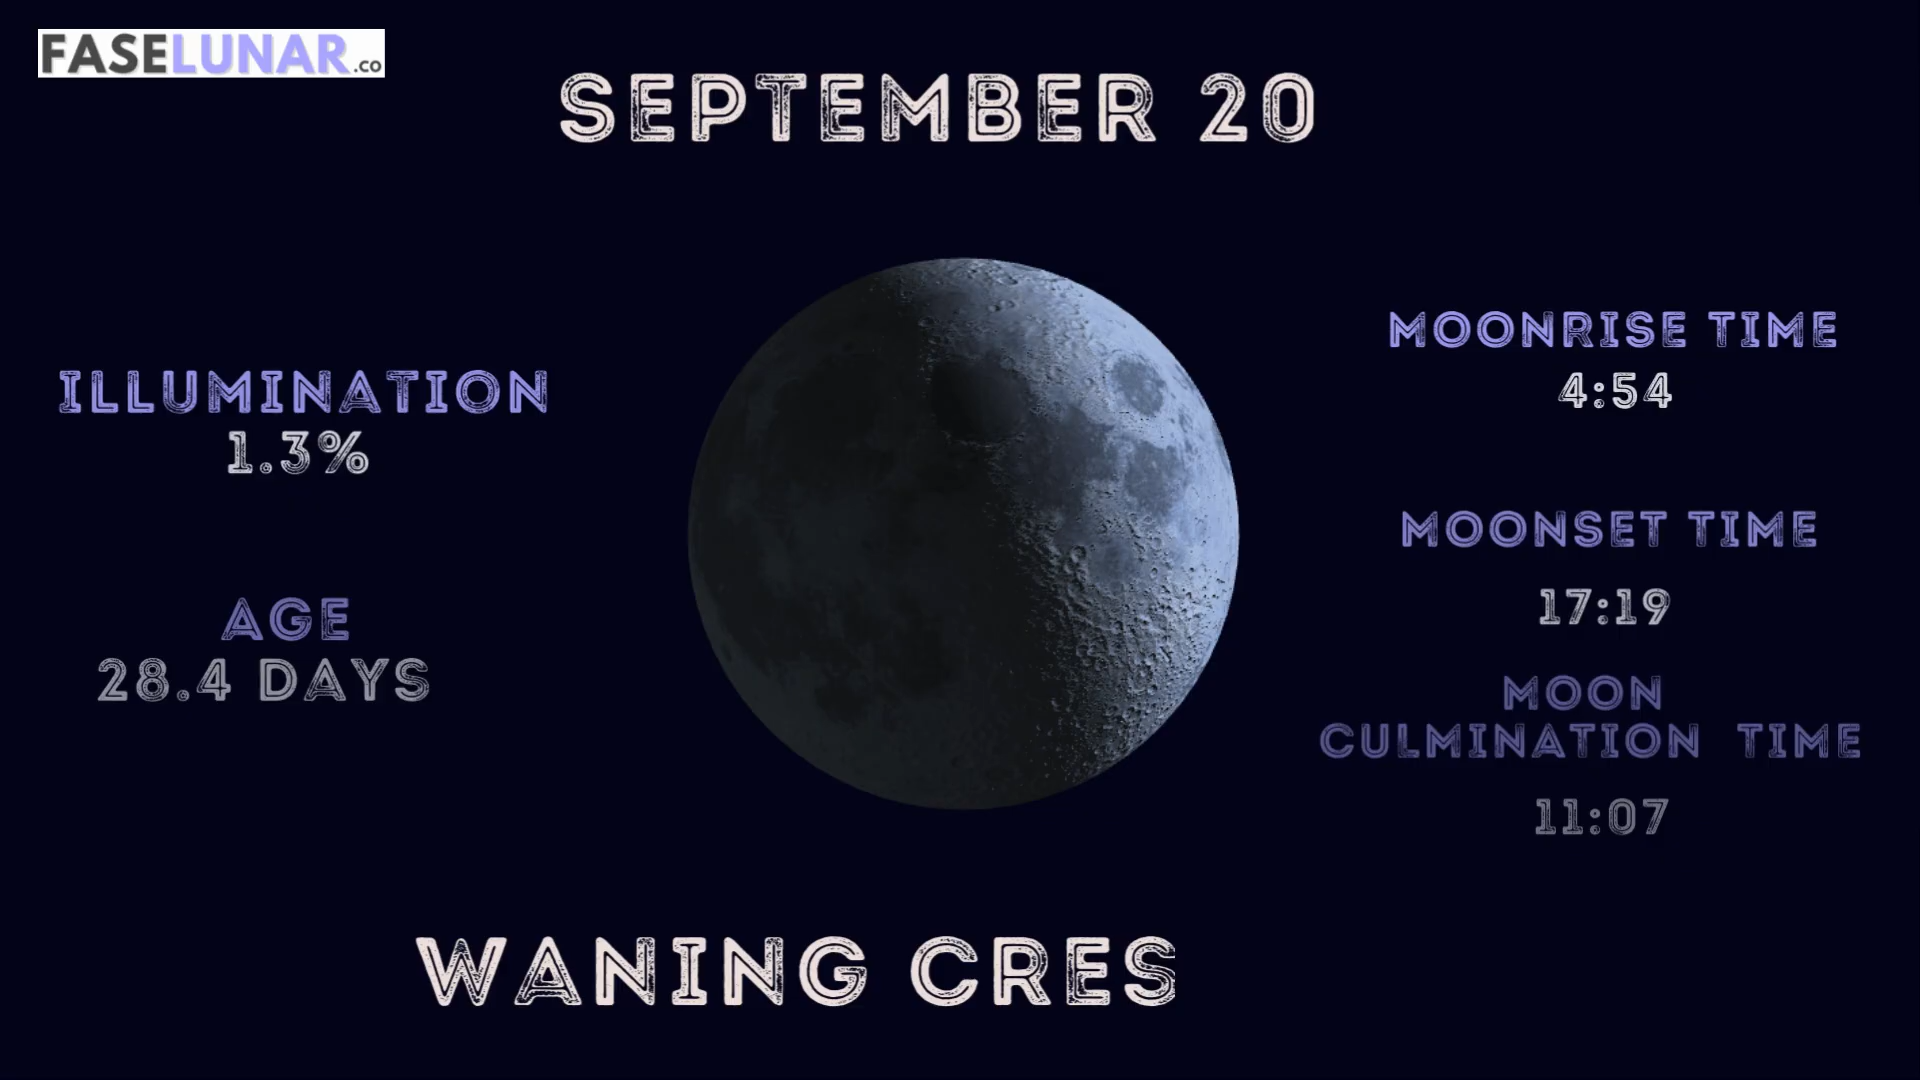 FASELUNAR.co
SEPTEMBER 20
ILLUMINATION
1.3%
AGE
28.4 DAYS
MOONRISE TIME
4:54
MOONSET TIME
17:19
MOON
CULMINATION TIME
11:07
WANING CRES